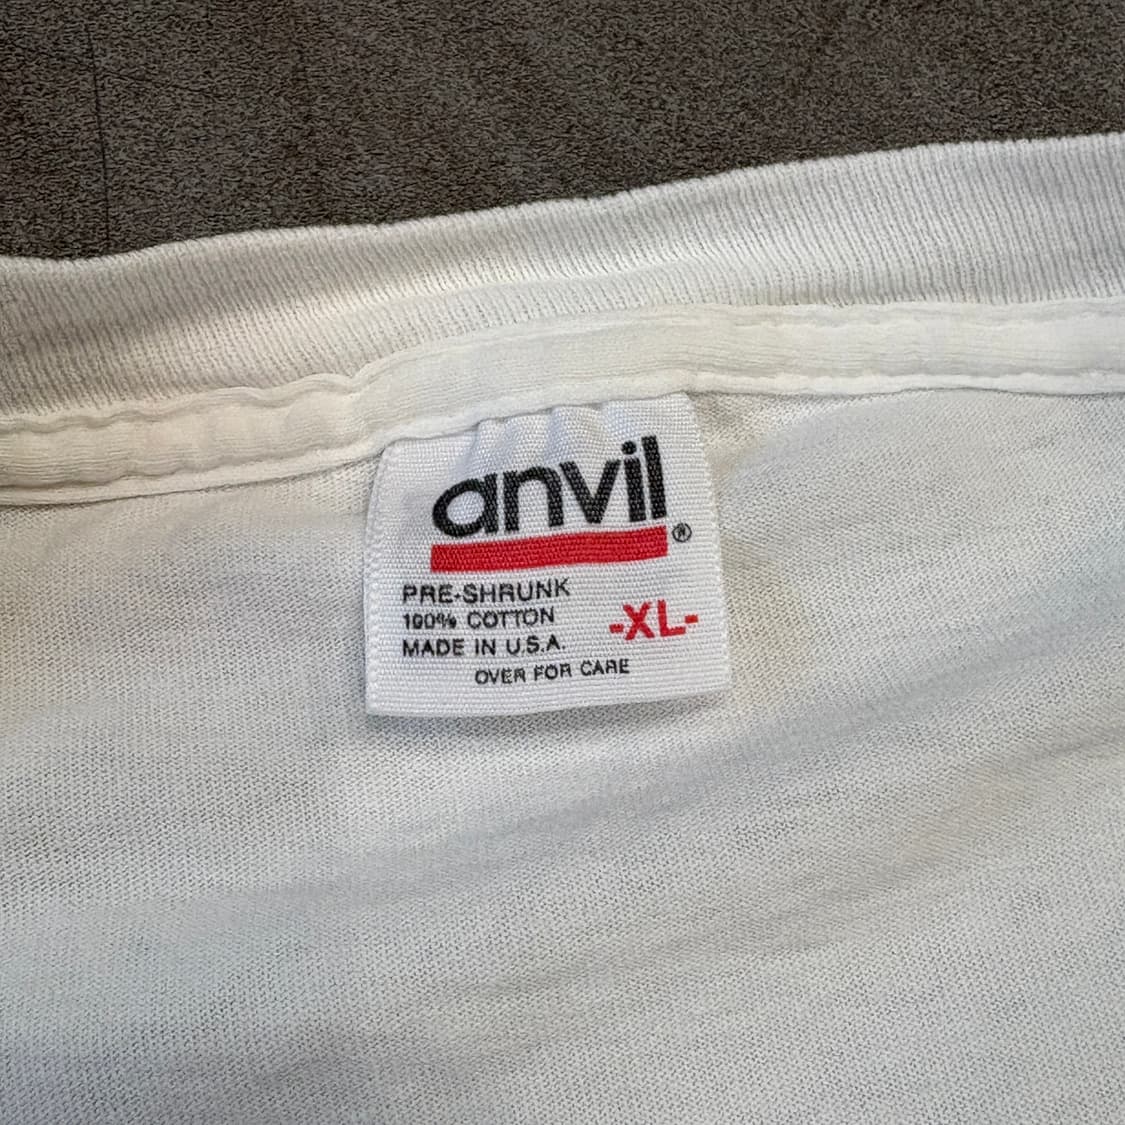 anvil®
PRE-SHRUNK
100% COTTON
-XL-
MADE IN U.S.A.
OVER FOR CARE